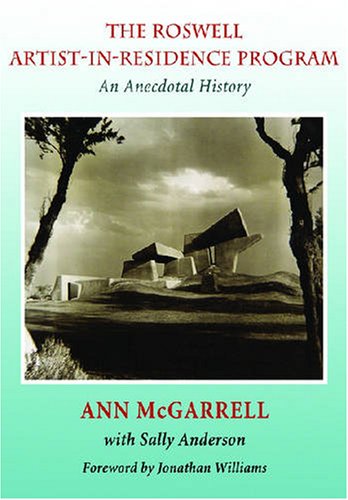 THE ROSWELL
ARTIST-IN-RESIDENCE PROGRAM
An Anecdotal History
ANN McGARRELL
with Sally Anderson
Foreword by Jonathan Williams